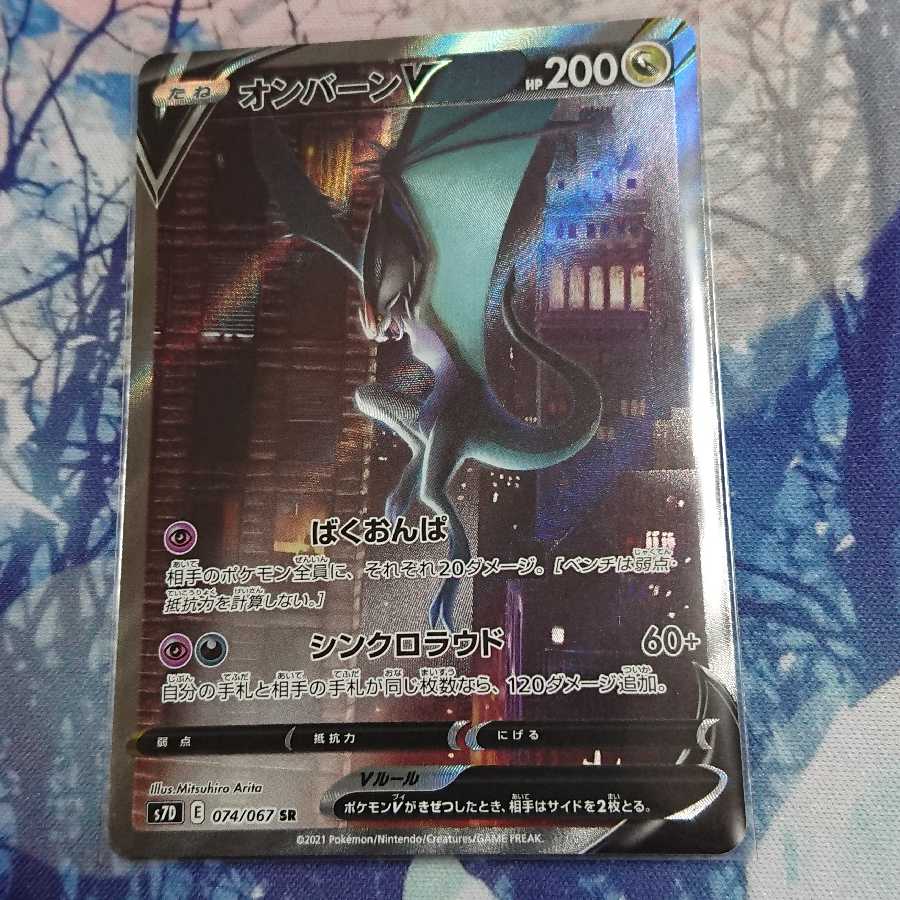 たね オンバーンV HP 200
ばくおんぱ
相手のポケモン全員に、それぞれ20ダメージ。[ベンチは弱点・
抵抗力を計算しない。]
シンクロラウド 60+
自分の手札と相手の手札が同じ枚数なら、120ダメージ追加。
弱点 抵抗力 にげる
Illus. Mitsuhiro Arita
Vルール
ポケモンVがきぜつしたとき、相手はサイドを2枚とる。
s7D E 074/067 SR
©2021 Pokémon/Nintendo/Creatures/GAME FREAK.